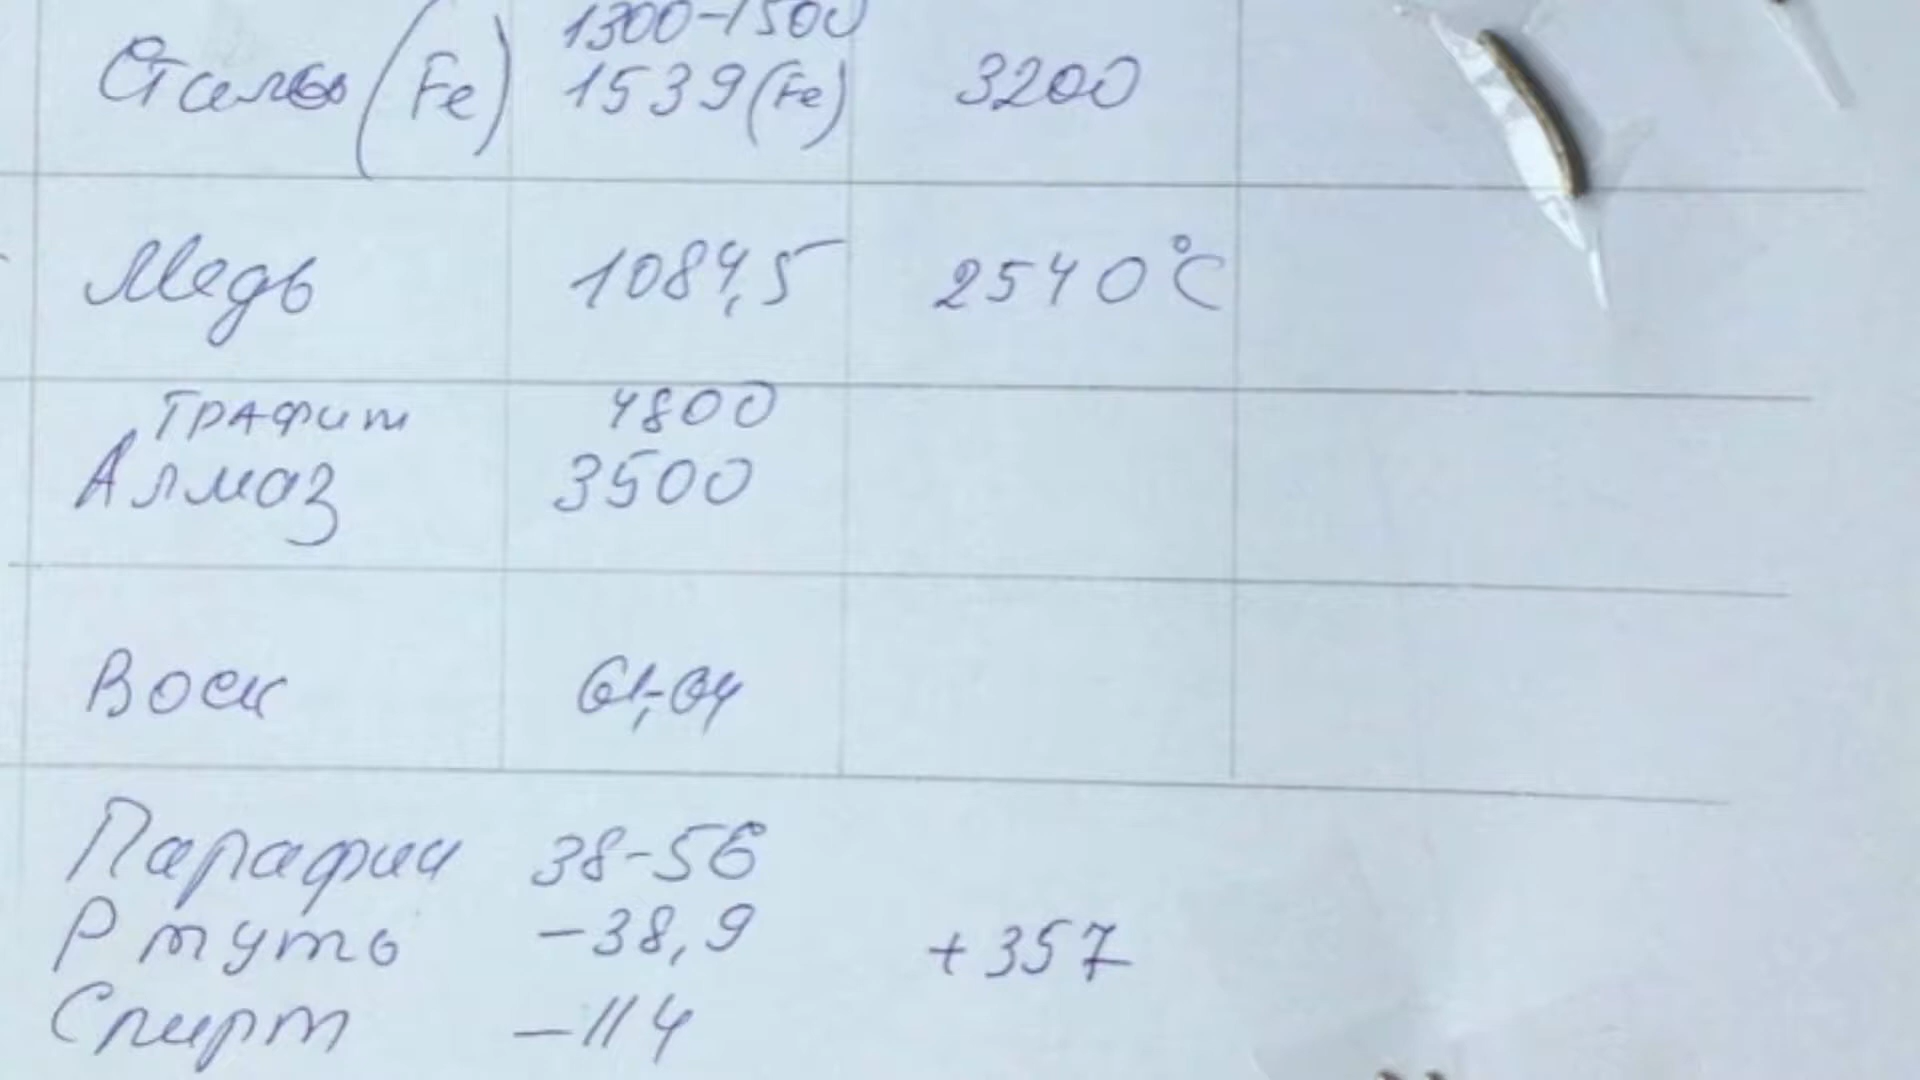 1300-1500
Сталь (Fe) 1539 (Fe) 3200
Медь 1084,5 2540°C
Графит 4800
Алмаз 3500
Воск 61,-64
Парафин 38-56
Ртуть -38,9 +357
Спирт -114